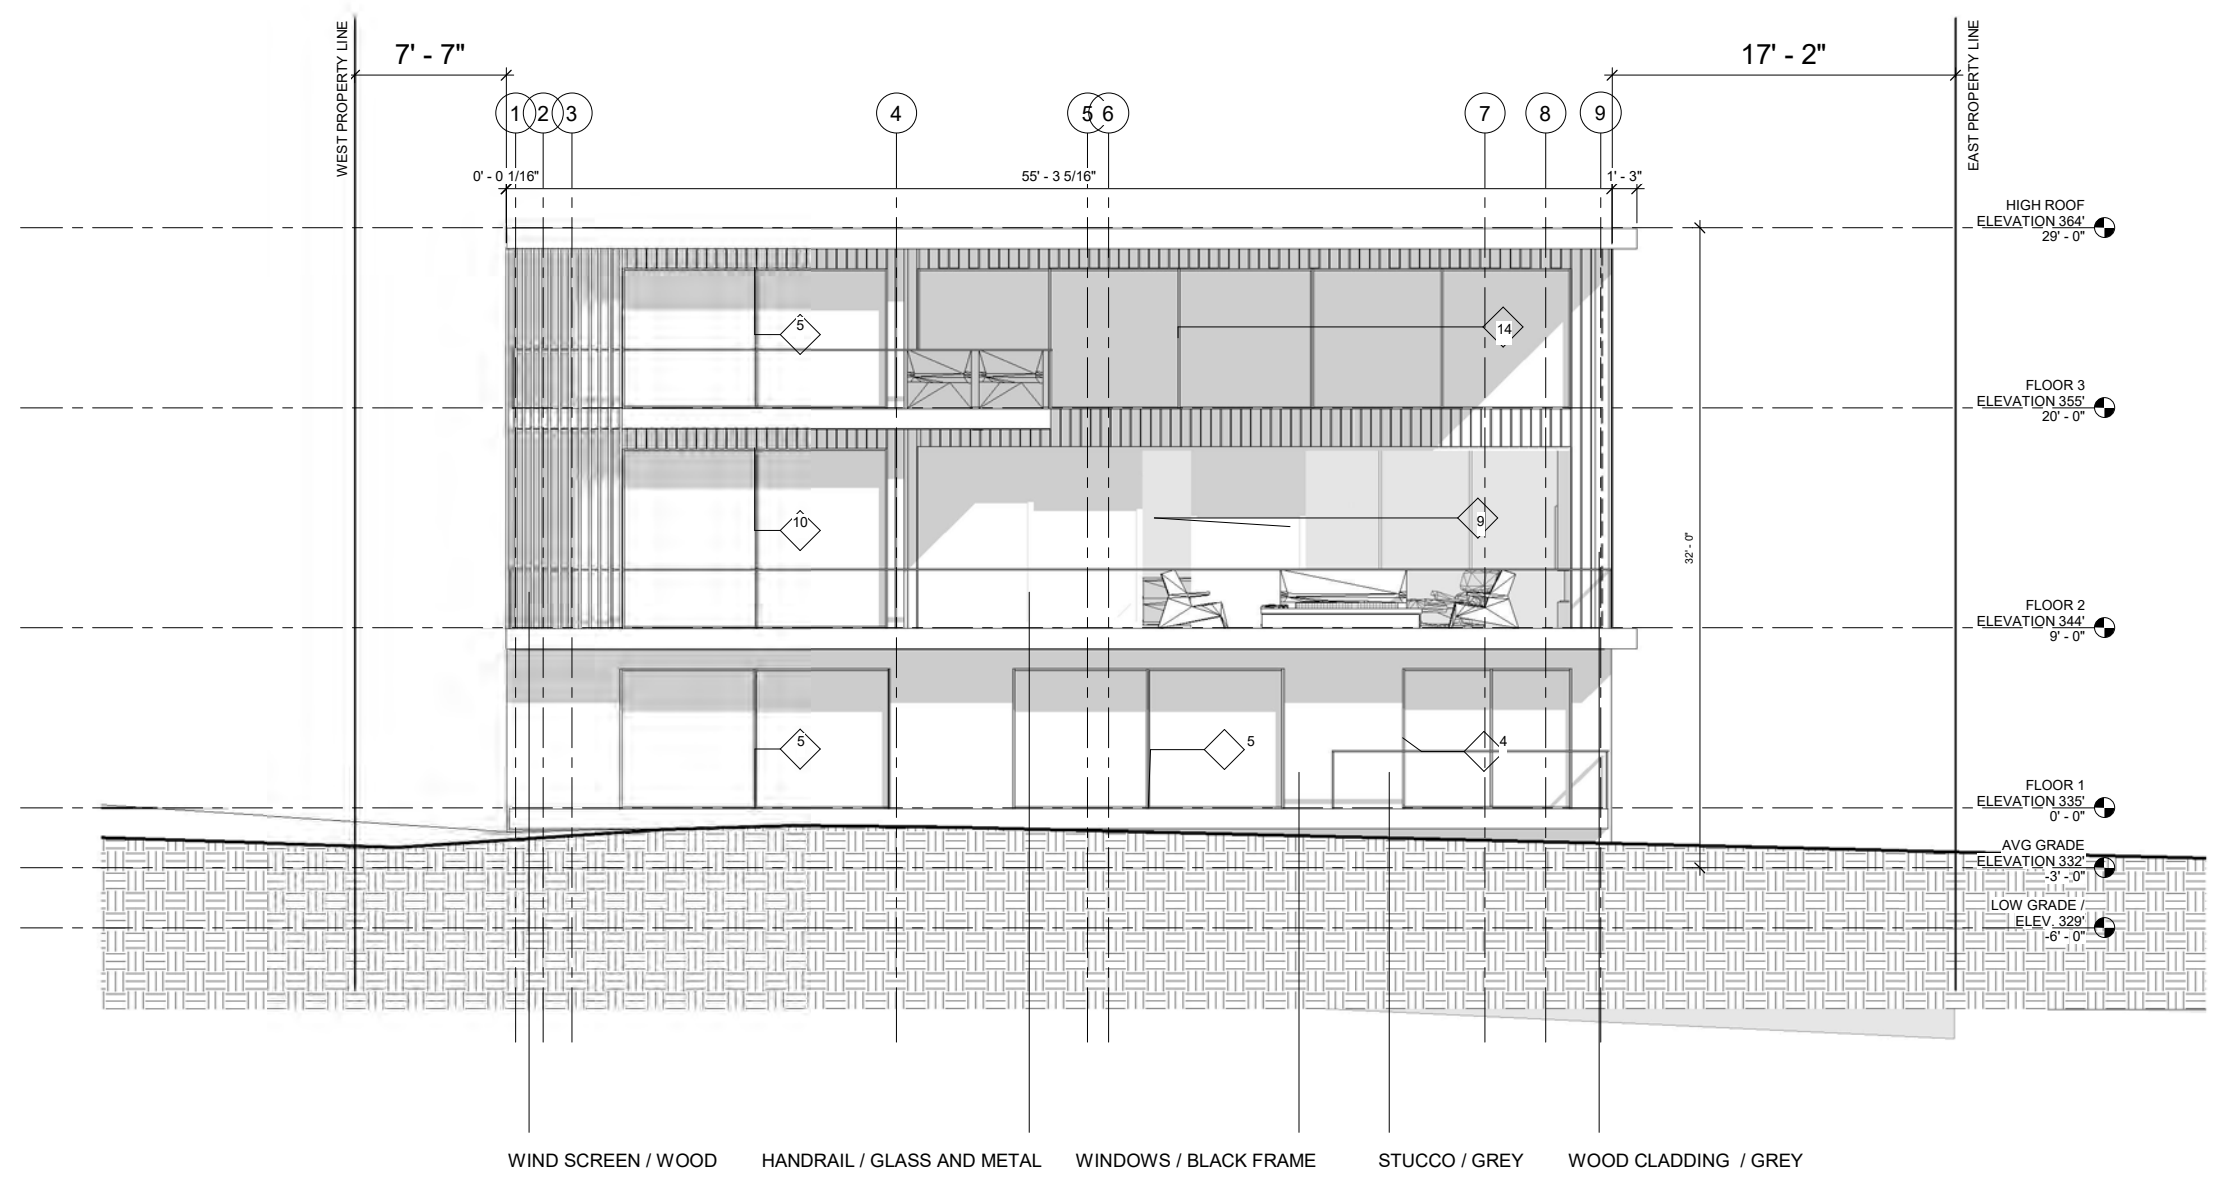 WEST PROPERTY LINE
7' - 7"
17' - 2"
EAST PROPERTY LINE
1
2
3
4
5
6
7
8
9
0' - 0 1/16"
55' - 3 5/16"
1' - 3"
HIGH ROOF
ELEVATION 364'
29' - 0"
5
14
FLOOR 3
ELEVATION 355'
20' - 0"
10
9
32' - 0"
FLOOR 2
ELEVATION 344'
9' - 0"
5
5
4
FLOOR 1
ELEVATION 335'
0' - 0"
AVG GRADE
ELEVATION 332'
-3' - 0"
LOW GRADE /
ELEV. 329'
-6' - 0"
WIND SCREEN / WOOD
HANDRAIL / GLASS AND METAL
WINDOWS / BLACK FRAME
STUCCO / GREY
WOOD CLADDING / GREY